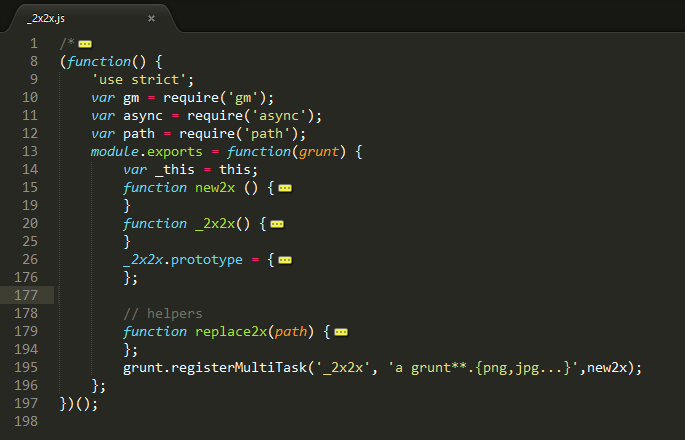 _2x2x.js ×
1 /*
8 (function() {
9 'use strict';
10 var gm = require('gm');
11 var async = require('async');
12 var path = require('path');
13 module.exports = function(grunt) {
14 var _this = this;
15 function new2x () {
19 }
20 function _2x2x() {
25 }
26 _2x2x.prototype = {
176 };
177
178 // helpers
179 function replace2x(path) {
194 };
195 grunt.registerMultiTask('_2x2x', 'a grunt**.{png,jpg...}',new2x);
196 };
197 })();
198